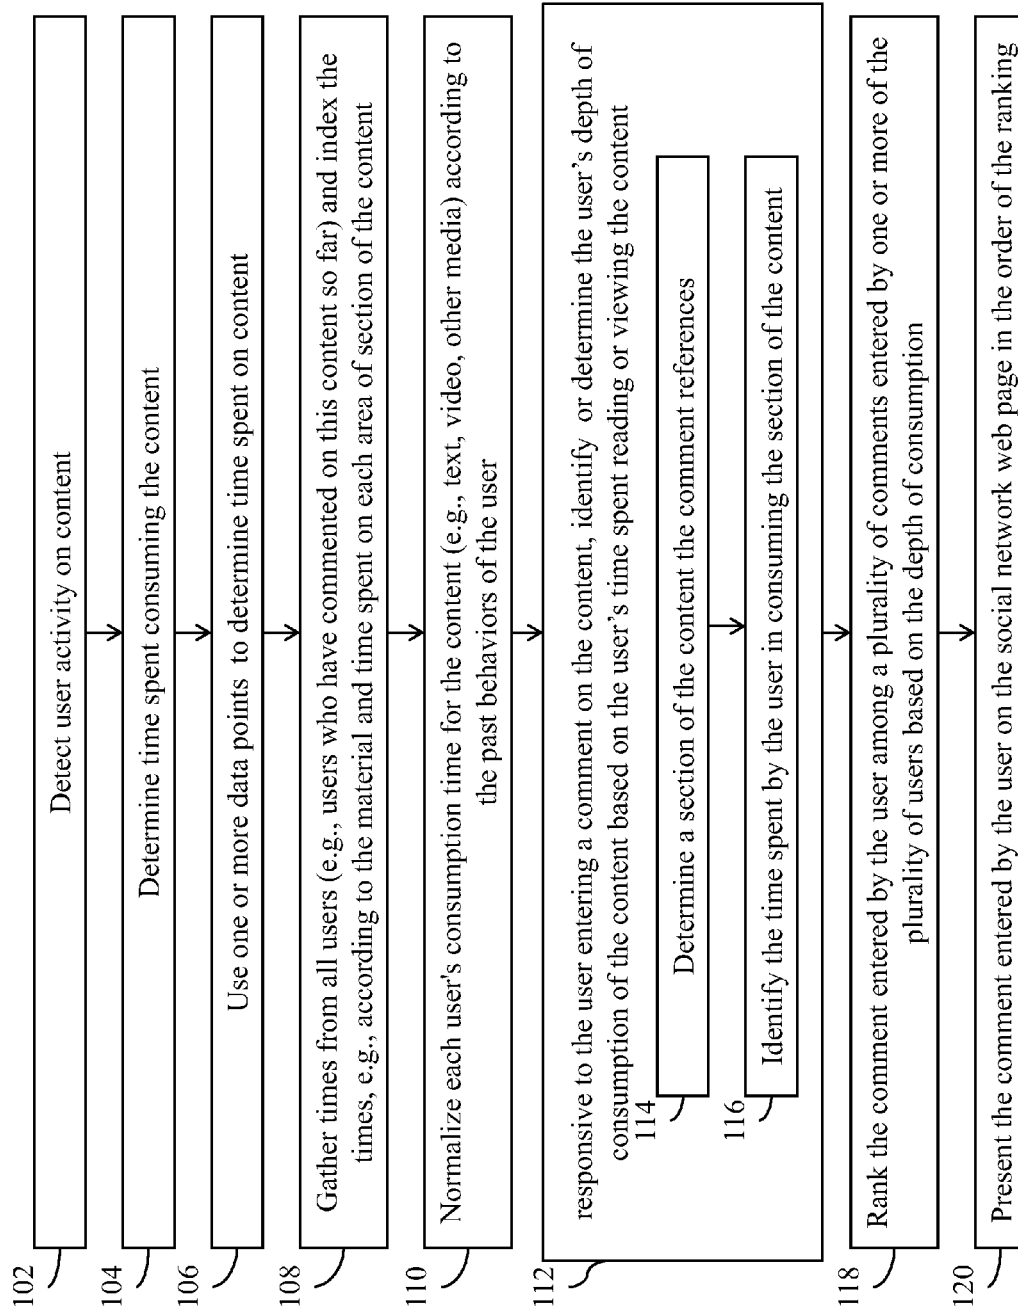 102
Detect user activity on content
104
Determine time spent consuming the content
106
Use one or more data points to determine time spent on content
108
Gather times from all users (e.g., users who have commented on this content so far) and index the
times, e.g., according to the material and time spent on each area of section of the content
110
Normalize each user's consumption time for the content (e.g., text, video, other media) according to
the past behaviors of the user
112
responsive to the user entering a comment on the content, identify or determine the user's depth of
consumption of the content based on the user's time spent reading or viewing the content
114
Determine a section of the content the comment references
116
Identify the time spent by the user in consuming the section of the content
118
Rank the comment entered by the user among a plurality of comments entered by one or more of the
plurality of users based on the depth of consumption
120
Present the comment entered by the user on the social network web page in the order of the ranking